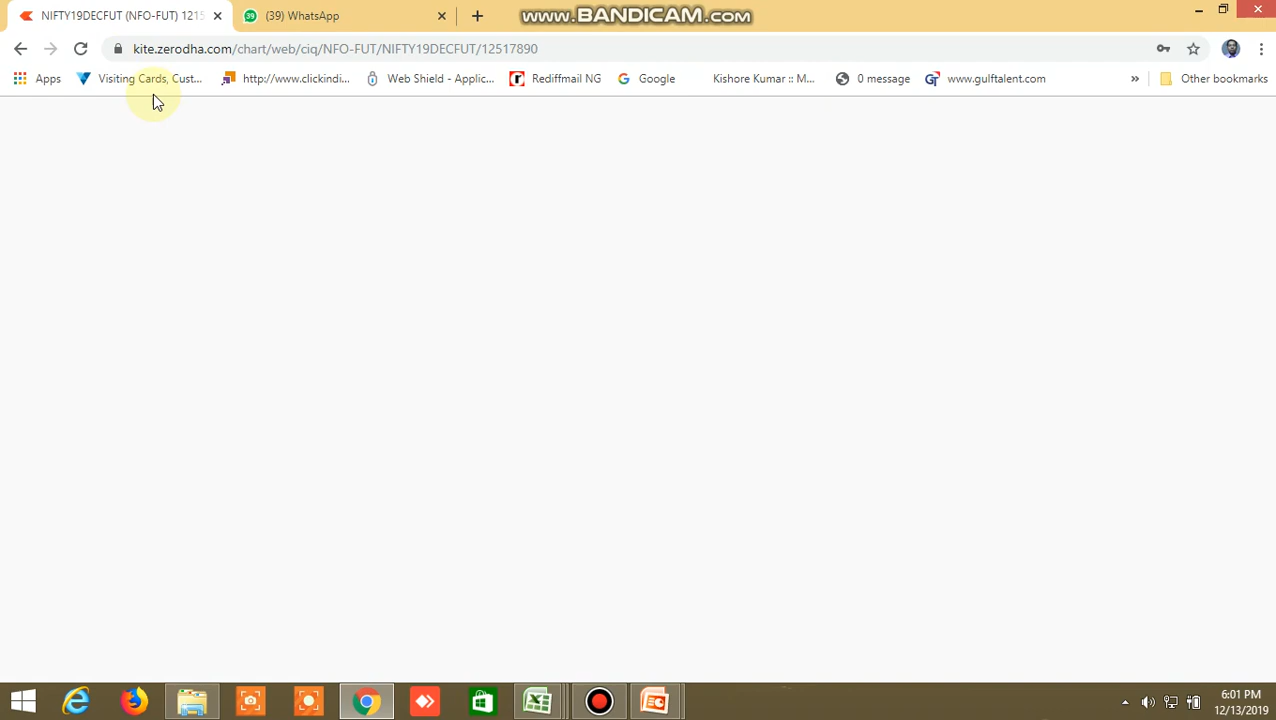 NIFTY19DECFUT (NFO-FUT) 1215
39
(39) WhatsApp
www.BANDICAM.com
kite.zerodha.com/chart/web/ciq/NFO-FUT/NIFTY19DECFUT/12517890
Apps
Visiting Cards, Cust...
http://www.clickindi...
Web Shield - Applic...
Rediffmail NG
Google
Kishore Kumar :: M...
0 message
www.gulftalent.com
»
Other bookmarks
6:01 PM
12/13/2019